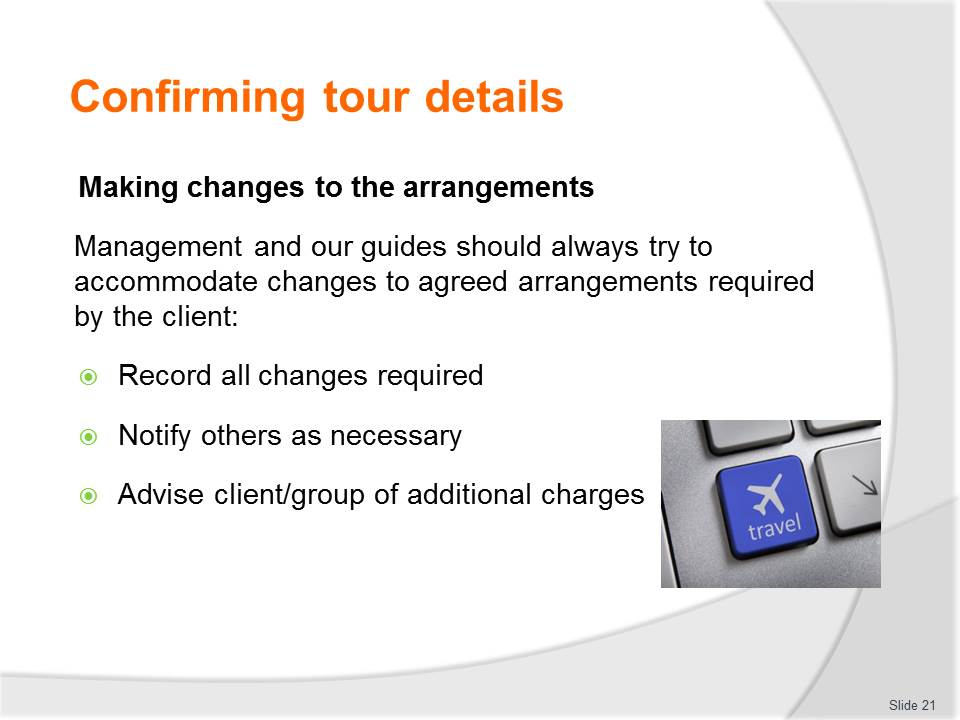 Confirming tour details
Making changes to the arrangements
Management and our guides should always try to
accommodate changes to agreed arrangements required
by the client:
Record all changes required
Notify others as necessary
Advise client/group of additional charges
travel
Slide 21